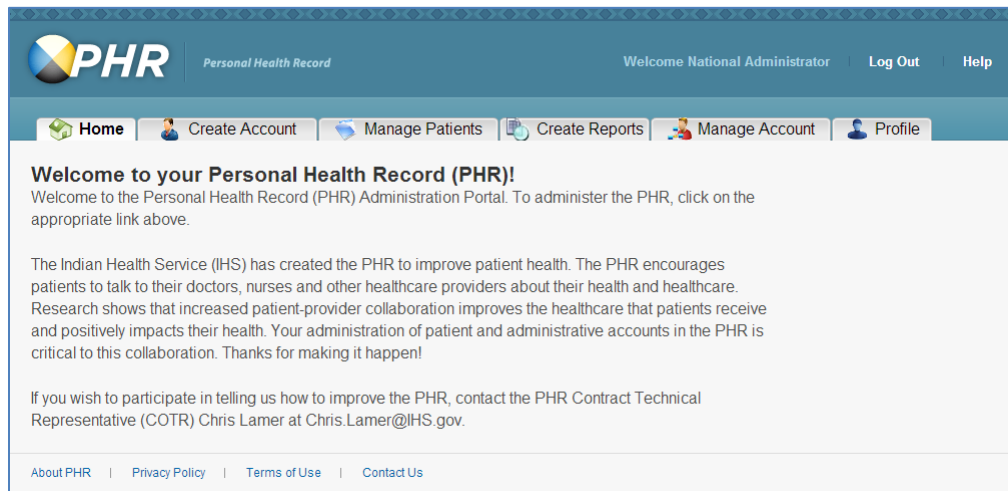 PHR Personal Health Record Welcome National Administrator Log Out Help
Home Create Account Manage Patients Create Reports Manage Account Profile
Welcome to your Personal Health Record (PHR)!
Welcome to the Personal Health Record (PHR) Administration Portal. To administer the PHR, click on the
appropriate link above.
The Indian Health Service (IHS) has created the PHR to improve patient health. The PHR encourages
patients to talk to their doctors, nurses and other healthcare providers about their health and healthcare.
Research shows that increased patient-provider collaboration improves the healthcare that patients receive
and positively impacts their health. Your administration of patient and administrative accounts in the PHR is
critical to this collaboration. Thanks for making it happen!
If you wish to participate in telling us how to improve the PHR, contact the PHR Contract Technical
Representative (COTR) Chris Lamer at Chris.Lamer@IHS.gov.
About PHR | Privacy Policy | Terms of Use | Contact Us